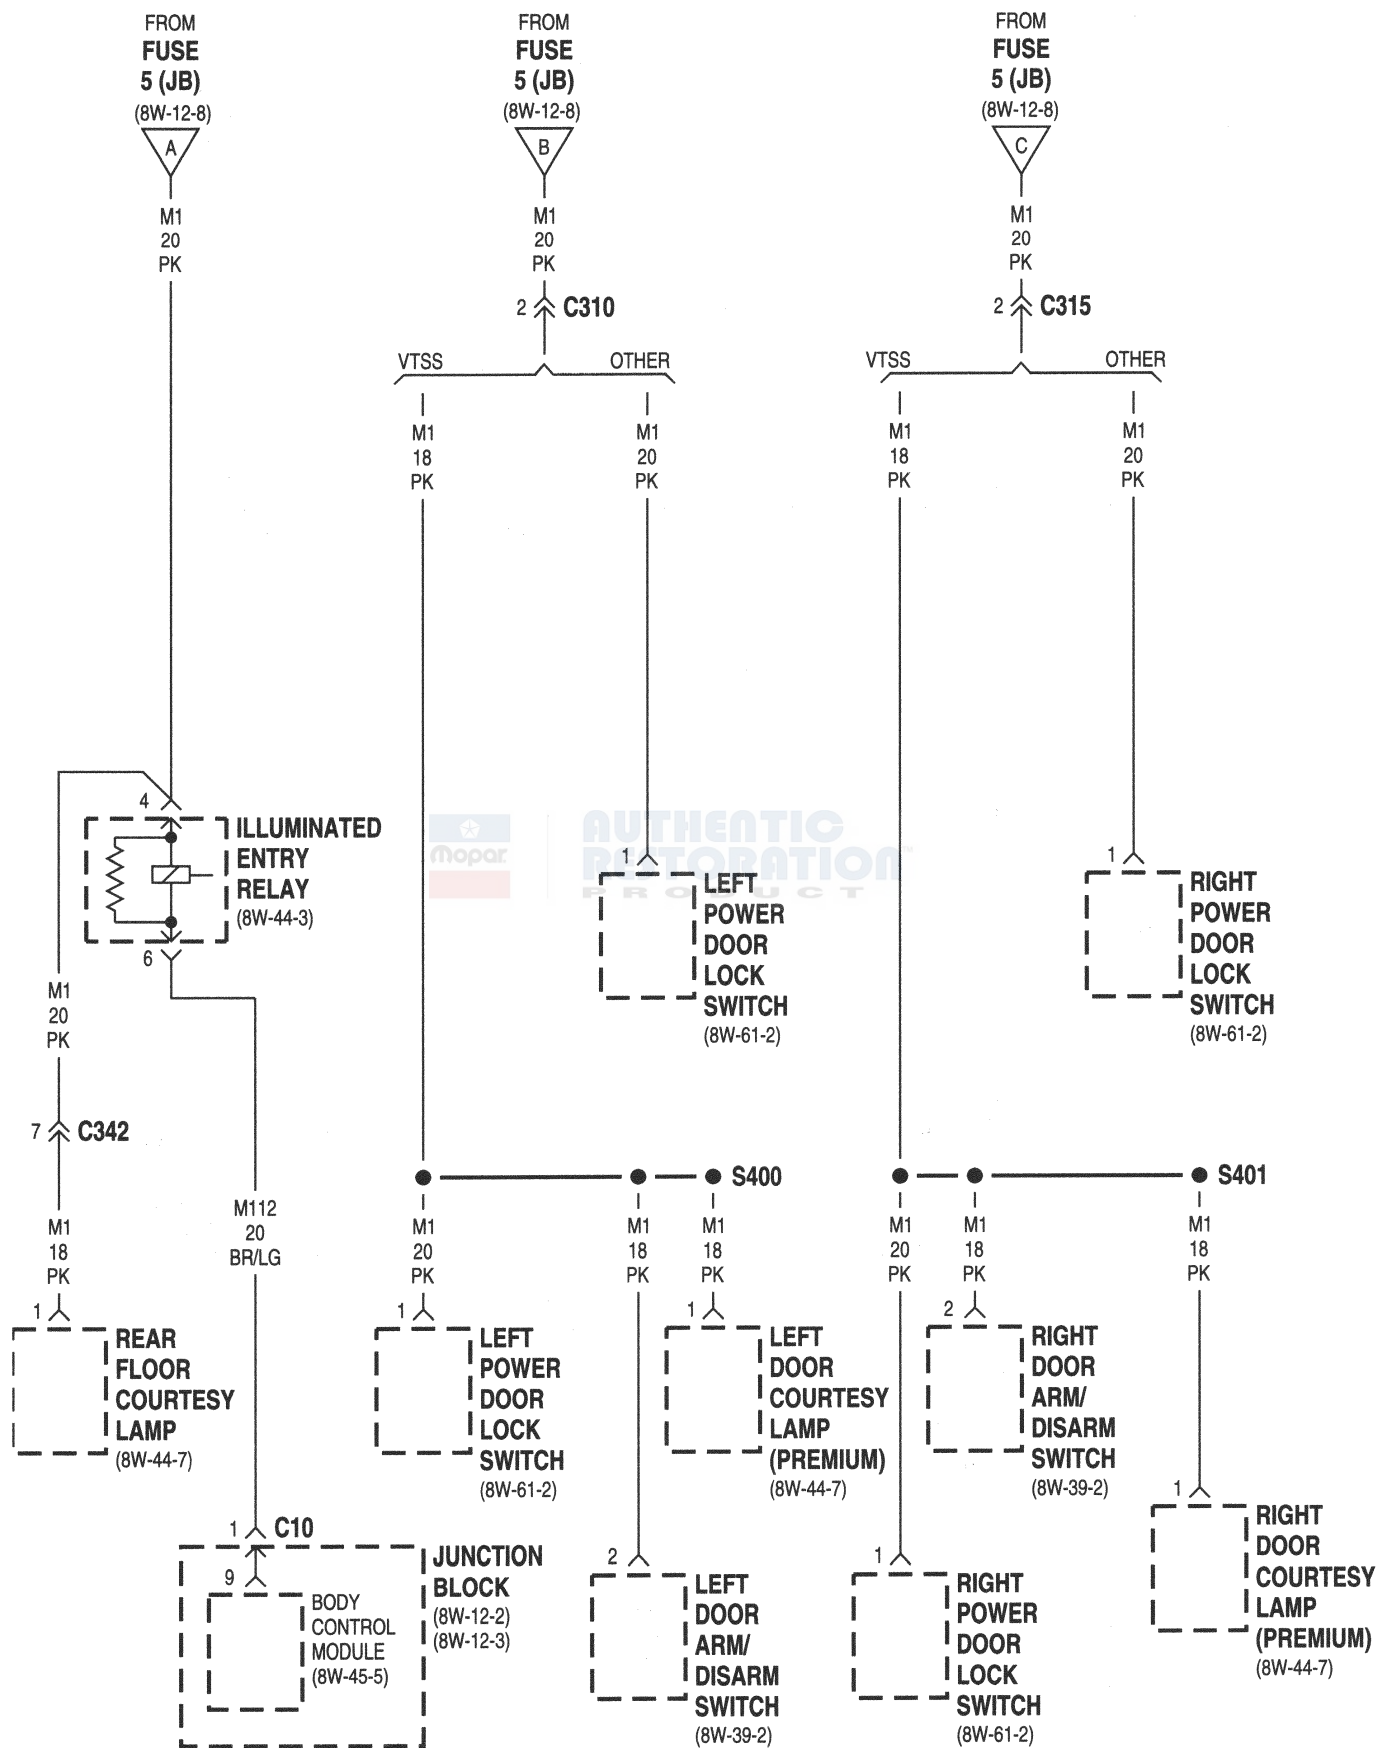 FROM
FUSE
5 (JB)
(8W-12-8)
A
M1
20
PK
FROM
FUSE
5 (JB)
(8W-12-8)
B
M1
20
PK
2
C310
VTSS
OTHER
M1
18
PK
M1
20
PK
FROM
FUSE
5 (JB)
(8W-12-8)
C
M1
20
PK
2
C315
VTSS
OTHER
M1
18
PK
M1
20
PK
4
ILLUMINATED
ENTRY
RELAY
(8W-44-3)
6
Mopar
AUTHENTIC
RESTORATION
PRODUCT
1
LEFT
POWER
DOOR
LOCK
SWITCH
(8W-61-2)
1
RIGHT
POWER
DOOR
LOCK
SWITCH
(8W-61-2)
M1
20
PK
7
C342
M1
18
PK
1
REAR
FLOOR
COURTESY
LAMP
(8W-44-7)
M112
20
BR/LG
1
C10
9
BODY
CONTROL
MODULE
(8W-45-5)
JUNCTION
BLOCK
(8W-12-2)
(8W-12-3)
S400
M1
20
PK
1
LEFT
POWER
DOOR
LOCK
SWITCH
(8W-61-2)
M1
18
PK
2
LEFT
DOOR
ARM/
DISARM
SWITCH
(8W-39-2)
M1
18
PK
1
LEFT
DOOR
COURTESY
LAMP
(PREMIUM)
(8W-44-7)
S401
M1
20
PK
1
RIGHT
POWER
DOOR
LOCK
SWITCH
(8W-61-2)
M1
18
PK
2
RIGHT
DOOR
ARM/
DISARM
SWITCH
(8W-39-2)
M1
18
PK
1
RIGHT
DOOR
COURTESY
LAMP
(PREMIUM)
(8W-44-7)